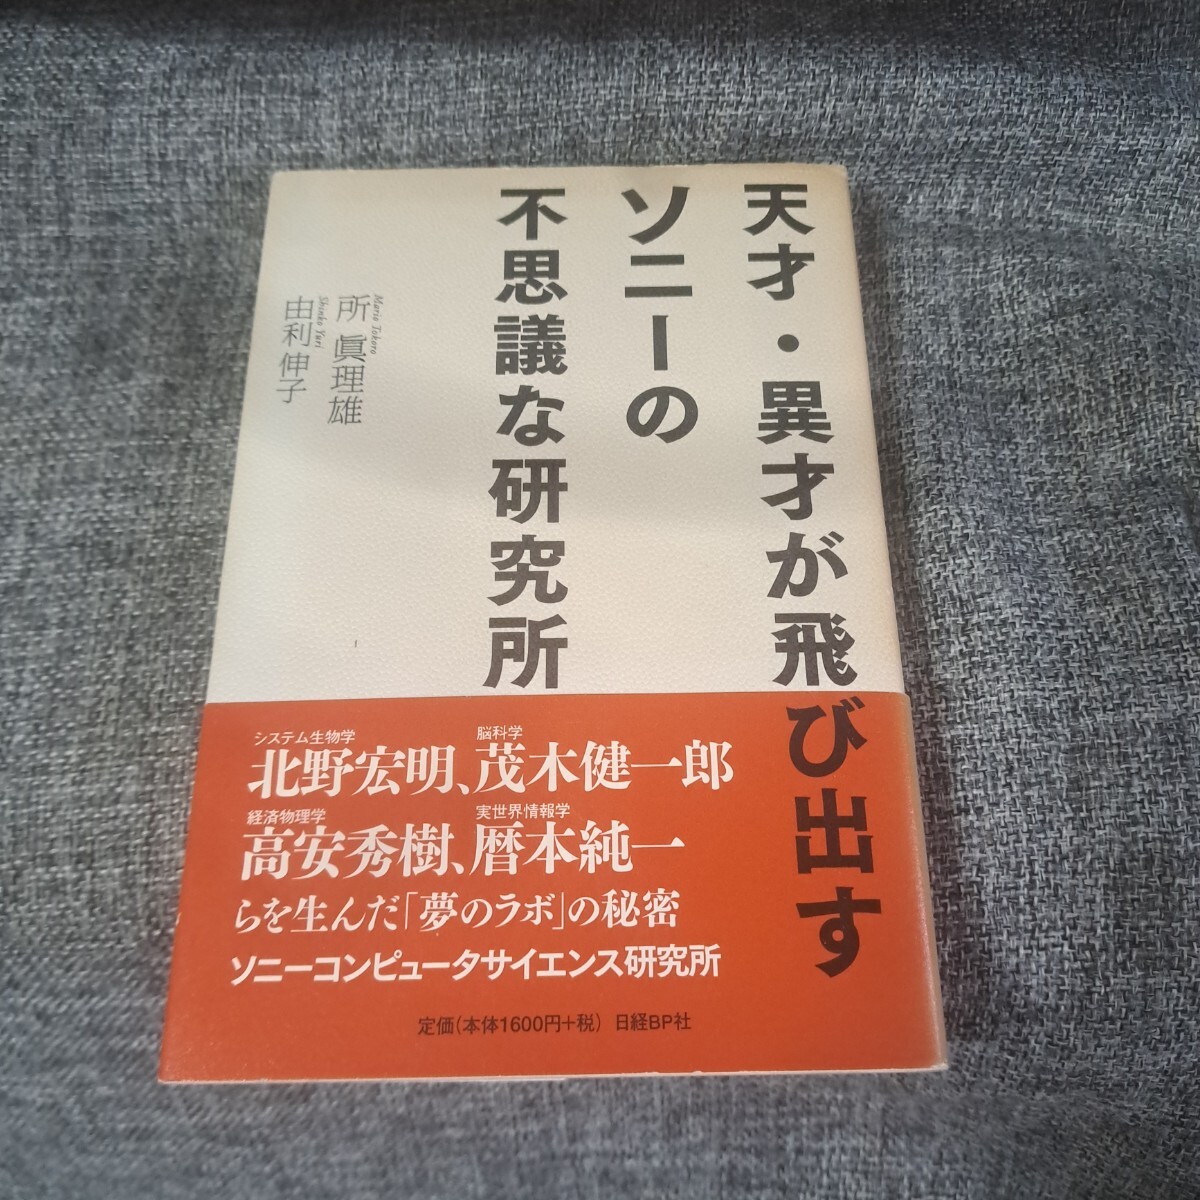 天才・異才が飛び出す
ソニーの
不思議な研究所
Mario Tokoro
所 眞理雄
Shinko Yuri
由利 伸子
システム生物学 脳科学
北野宏明、茂木健一郎
経済物理学 実世界情報学
高安秀樹、暦本純一
らを生んだ「夢のラボ」の秘密
ソニーコンピュータサイエンス研究所
定価(本体1600円+税) 日経BP社